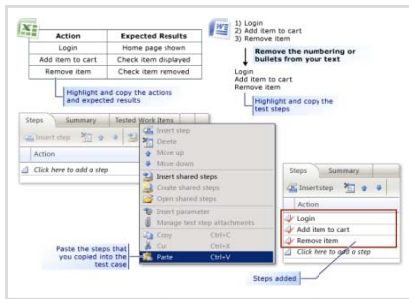 Action Expected Results
Login Home page shown
Add item to cart Check item displayed
Remove item Check item removed
Highlight and copy the actions
and expected results
1) Login
2) Add item to cart
3) Remove item
Remove the numbering or
bullets from your text
Login
Add item to cart
Remove item
Highlight and copy the
test steps
Steps Summary Tested Work Items
Insert step
Action
Click here to add a step
Insert step
Delete
Move up
Move down
Insert shared steps
Create shared steps
Open shared steps
Insert parameter
Manage test step attachments
Copy Ctrl+C
Cut Ctrl+X
Paste Ctrl+V
Paste the steps that
you copied into the
test case
Steps Summary
Insertstep
Action
Login
Add item to cart
Remove item
Click here to add a step
Steps added